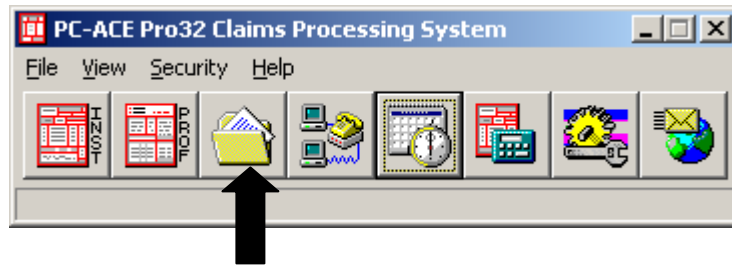 PC-ACE Pro32 Claims Processing System
File View Security Help
INST PROF